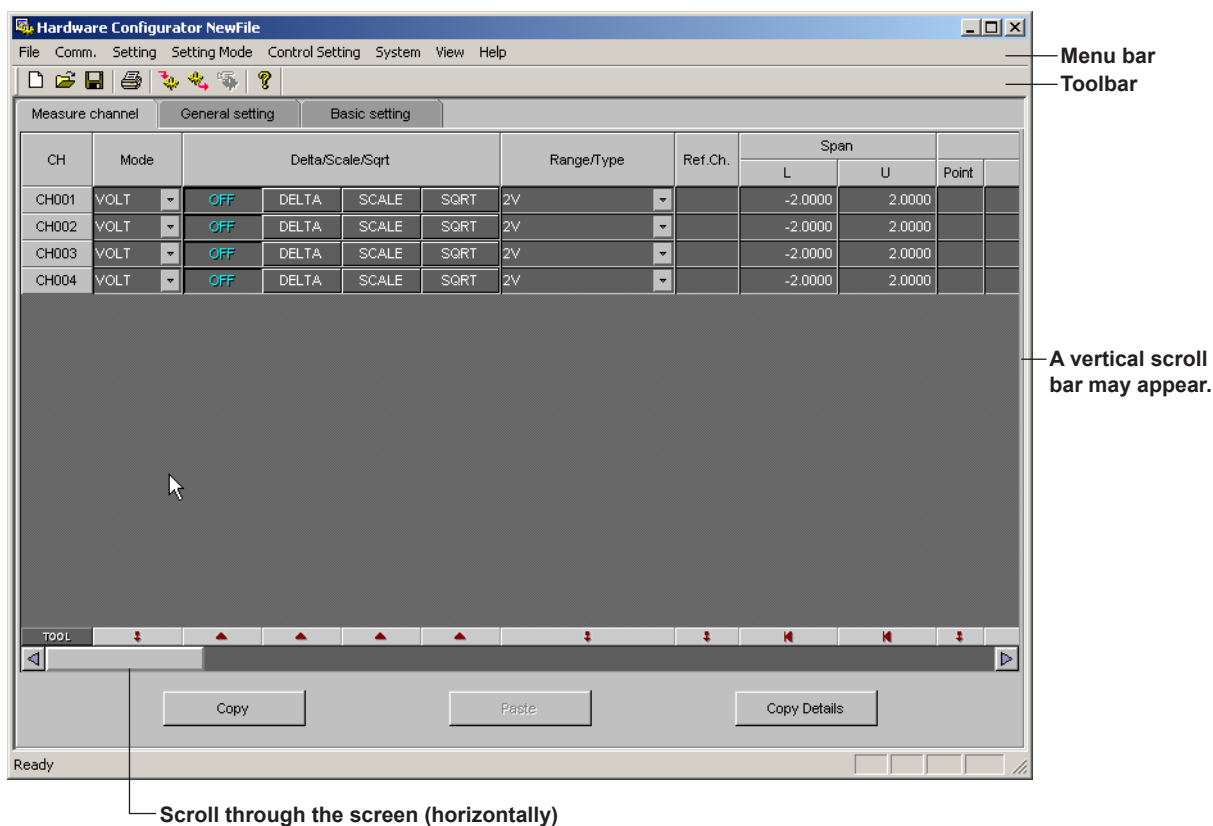 Hardware Configurator NewFile
File Comm. Setting Setting Mode Control Setting System View Help
Menu bar
Toolbar
Measure channel General setting Basic setting
CH Mode Delta/Scale/Sqrt Range/Type Ref.Ch. Span
L U Point
CH001 VOLT OFF DELTA SCALE SQRT 2V -2.0000 2.0000
CH002 VOLT OFF DELTA SCALE SQRT 2V -2.0000 2.0000
CH003 VOLT OFF DELTA SCALE SQRT 2V -2.0000 2.0000
CH004 VOLT OFF DELTA SCALE SQRT 2V -2.0000 2.0000
A vertical scroll
bar may appear.
TOOL
Copy Paste Copy Details
Ready
Scroll through the screen (horizontally)